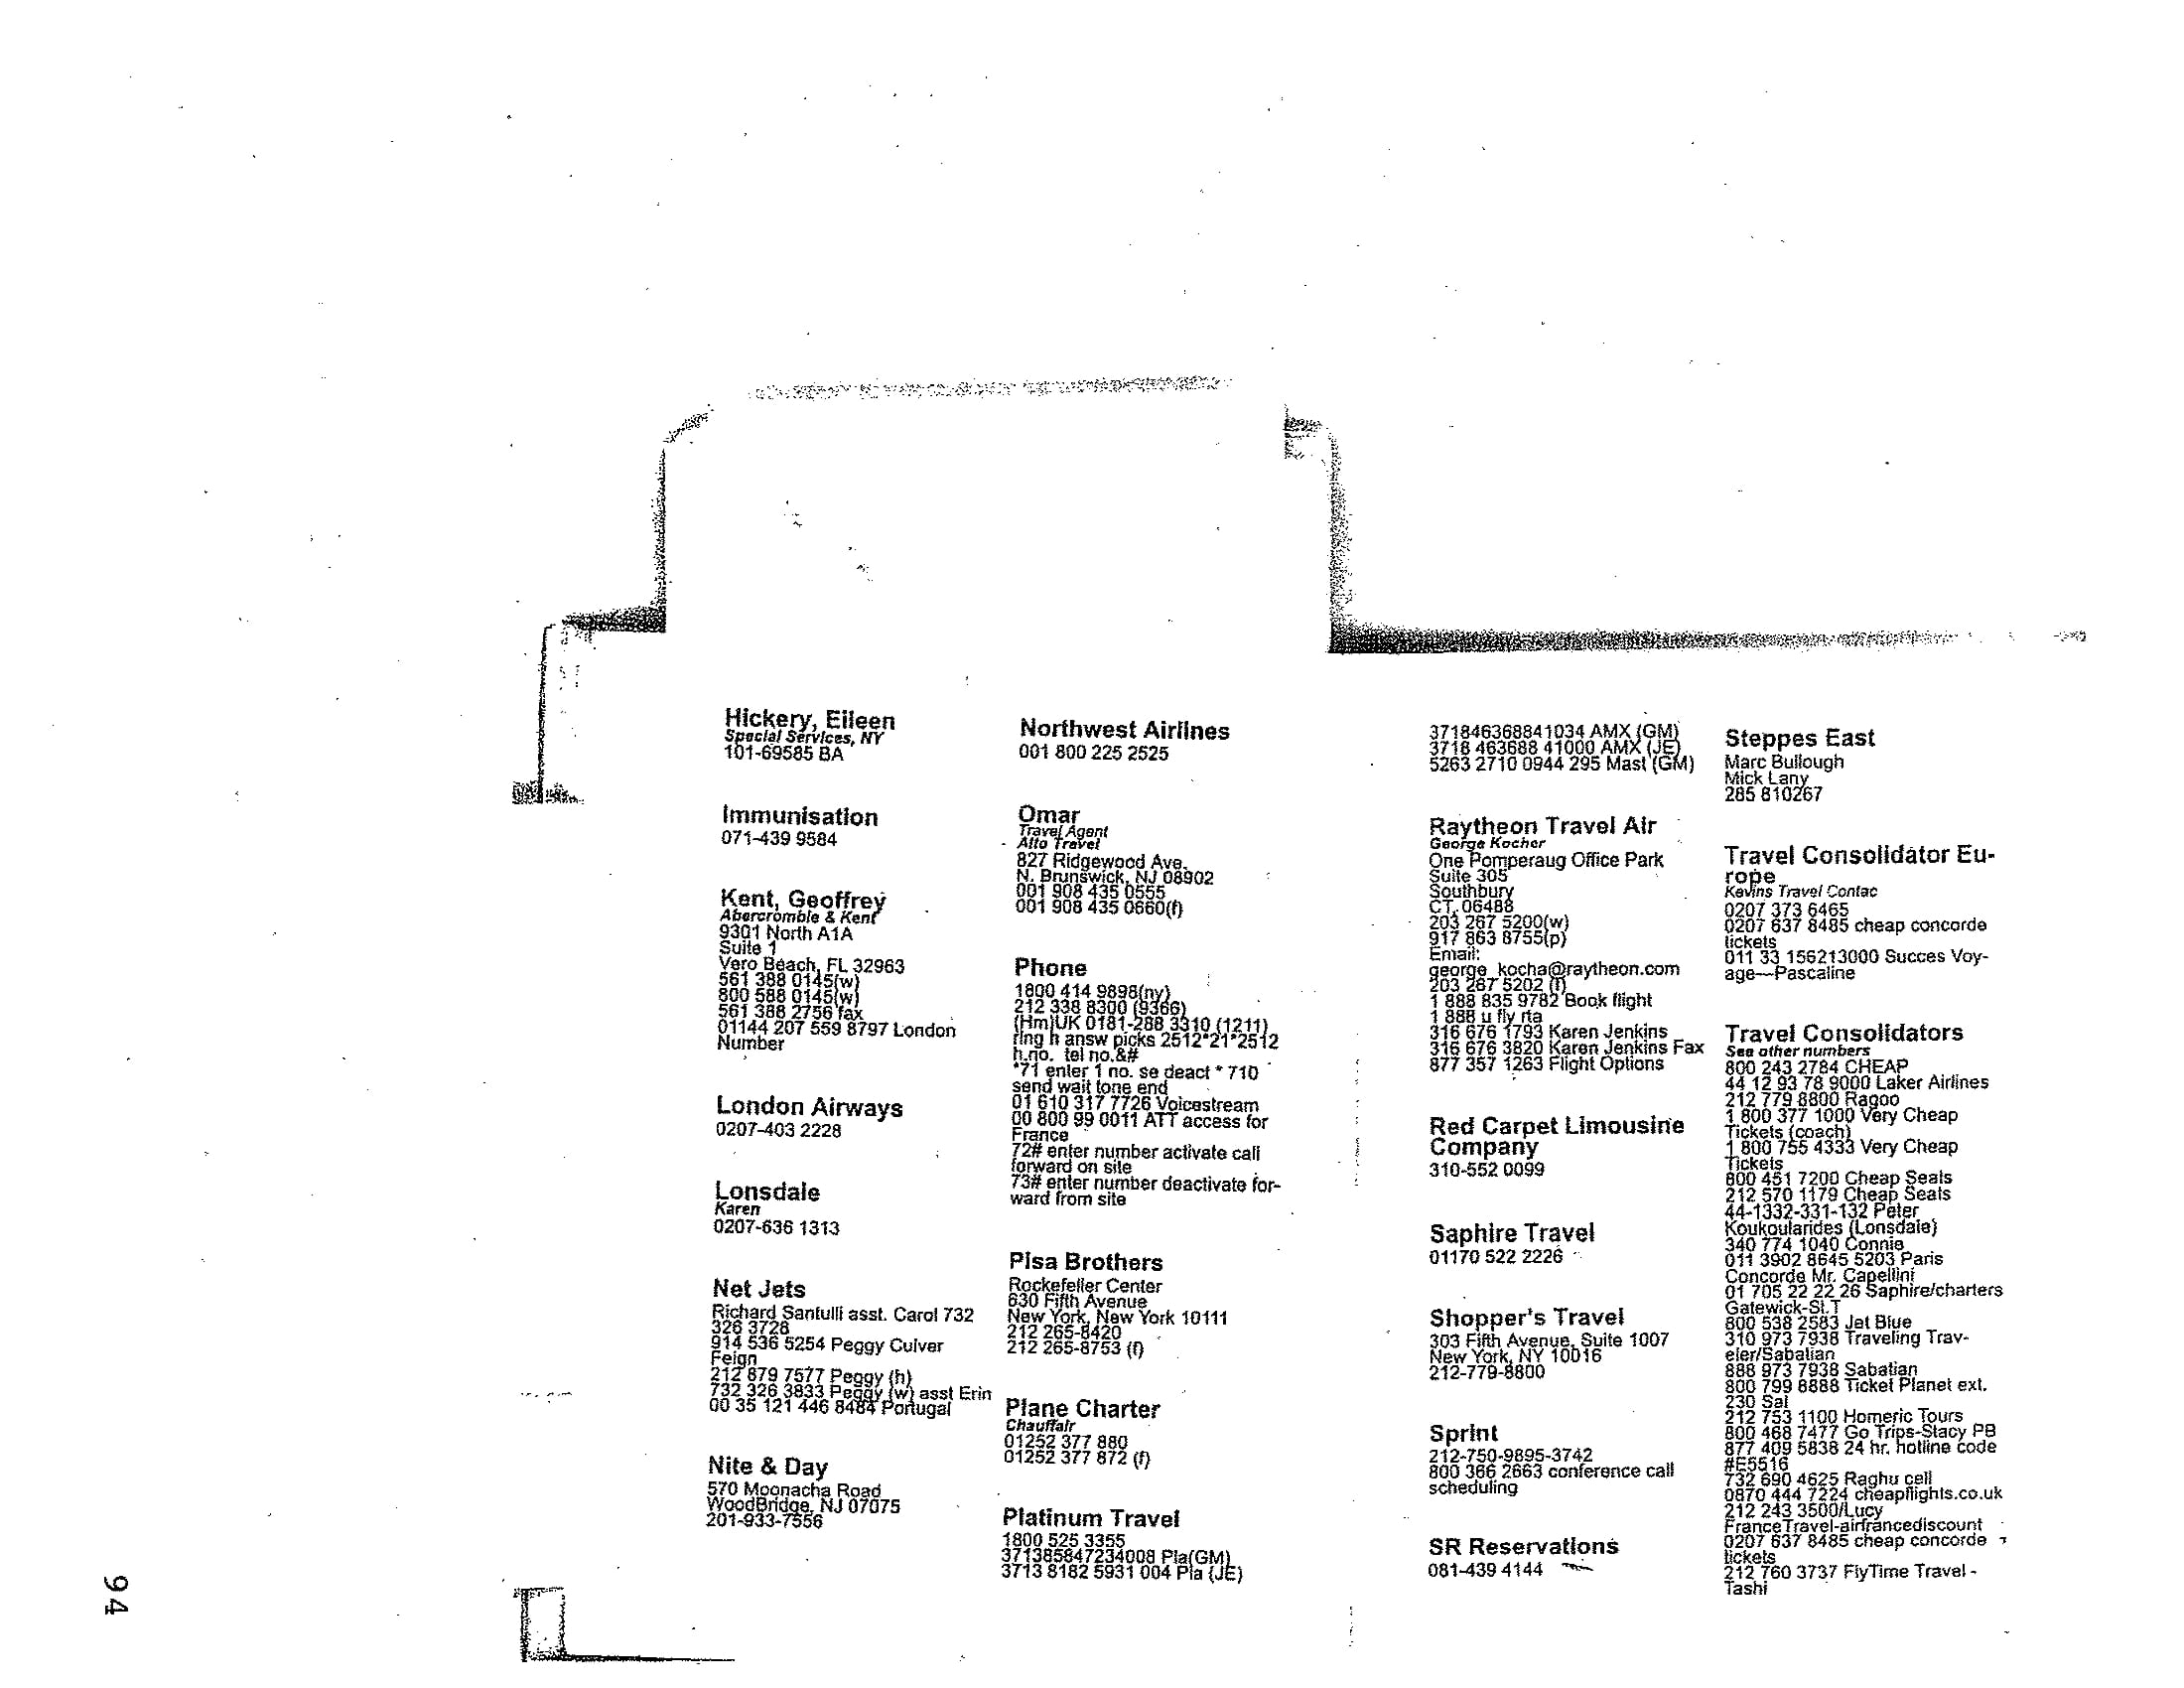 Hickery, Eileen
Special Services, NY
101-69585 BA
Immunisation
071-439 9584
Kent, Geoffrey
Abercromble & Kent
9301 North A1A
Suite 1
Vero Beach, FL 32963
561 388 0145(w)
800 588 0145(w)
561 388 2756 fax
01144 207 559 8797 London
Number
London Airways
0207-403 2228
Lonsdale
Karen
0207-636 1313
Net Jets
Richard Santulli asst. Carol 732
326 3728
914 536 5254 Peggy Culver
Feign
212 879 7577 Peggy (h)
732 326 3833 Peggy (w) asst Erin
00 35 121 446 8484 Portugal
Nite & Day
570 Moonacha Road
WoodBridge, NJ 07075
201-933-7556
Northwest Airlines
001 800 225 2525
Omar
Travel Agent
Alto Travel
827 Ridgewood Ave.
N. Brunswick, NJ 08902
001 908 435 0555
001 908 435 0660(f)
Phone
1800 414 9898(ny)
212 338 8300 (9366)
(Hm)UK 0181-288 3310 (1211)
ring h answ picks 2512*21*2512
h.no. tel no.&#
*71 enter 1 no. se deact * 710
send wait tone end
01 610 317 7726 Voicestream
00 800 99 0011 ATT access for
France
72# enter number activate call
forward on site
73# enter number deactivate for-
ward from site
Pisa Brothers
Rockefeller Center
630 Fifth Avenue
New York, New York 10111
212 265-8420
212 265-8753 (f)
Plane Charter
Chauffair
01252 377 880
01252 377 872 (f)
Platinum Travel
1800 525 3355
371385847234008 Pla(GM)
3713 8182 5931 004 Pla (JE)
371846368841034 AMX (GM)
3718 463688 41000 AMX (JE)
5263 2710 0944 295 Mast (GM)
Raytheon Travel Air
George Kocher
One Pomperaug Office Park
Suite 305
Southbury
CT, 06488
203 267 5200(w)
917 863 8755(p)
Email:
george_kocha@raytheon.com
203 267 5202 (f)
1 888 835 9782 Book flight
1 888 u fly rta
316 676 1793 Karen Jenkins
316 676 3820 Karen Jenkins Fax
877 357 1263 Flight Options
Red Carpet Limousine
Company
310-552 0099
Saphire Travel
01170 522 2226
Shopper's Travel
303 Fifth Avenue, Suite 1007
New York, NY 10016
212-779-8800
Sprint
212-750-9895-3742
800 366 2663 conference call
scheduling
SR Reservations
081-439 4144
Steppes East
Marc Bullough
Mick Lany
285 810267
Travel Consolidator Eu-
rope
Kevins Travel Contac
0207 373 6465
0207 637 8485 cheap concorde
tickets
011 33 156213000 Succes Voy-
age—Pascaline
Travel Consolidators
See other numbers
800 243 2784 CHEAP
44 12 93 78 9000 Laker Airlines
212 779 8800 Ragoo
1 800 377 1000 Very Cheap
Tickets (coach)
1 800 755 4333 Very Cheap
Tickets
800 451 7200 Cheap Seats
212 570 1179 Cheap Seats
44-1332-331-132 Peter
Koukoularides (Lonsdale)
340 774 1040 Connie
011 3902 8645 5203 Paris
Concorde Mr. Capellini
01 705 22 22 26 Saphire/charters
Gatewick-St.T
800 538 2583 Jet Blue
310 973 7938 Traveling Trav-
eler/Sabatian
888 973 7938 Sabatian
800 799 8888 Ticket Planet ext.
230 Sal
212 753 1100 Homeric Tours
800 468 7477 Go Trips-Stacy PB
877 409 5838 24 hr. hotline code
#E5516
732 690 4625 Raghu cell
0870 444 7224 cheapflights.co.uk
212 243 3500/Lucy
FranceTravel-airfrancediscount
0207 637 8485 cheap concorde
tickets
212 760 3737 FlyTime Travel -
Tashi
94